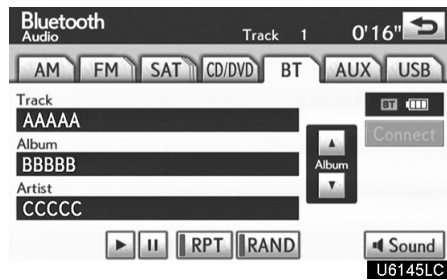 Bluetooth
Audio Track 1 0'16"
AM FM SAT CD/DVD BT AUX USB
Track
AAAAA
BT
Connect
Album
BBBBB
Album
Artist
CCCCC
RPT RAND Sound
U6145LC